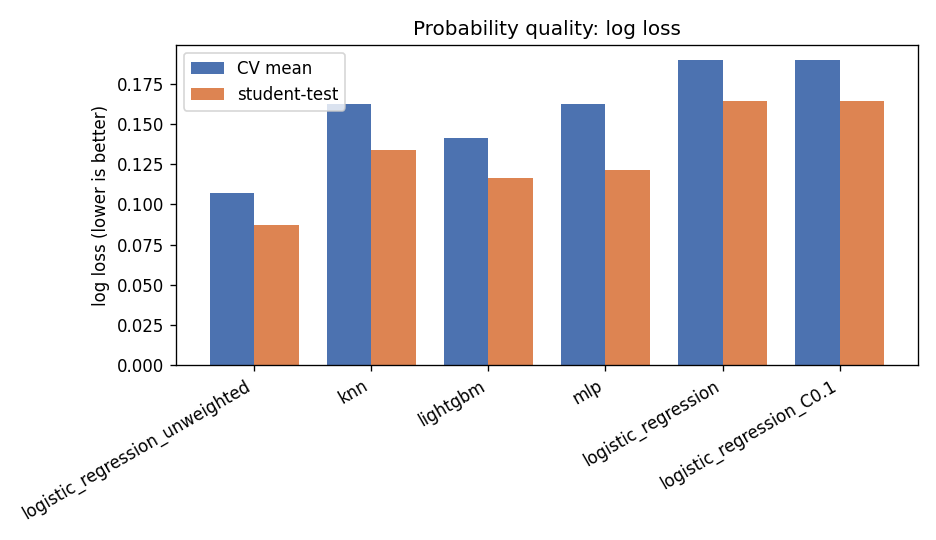 Probability quality: log loss
CV mean
student-test
log loss (lower is better)
0.175
0.150
0.125
0.100
0.075
0.050
0.025
0.000
logistic_regression_unweighted
knn
lightgbm
mlp
logistic_regression
logistic_regression_C0.1